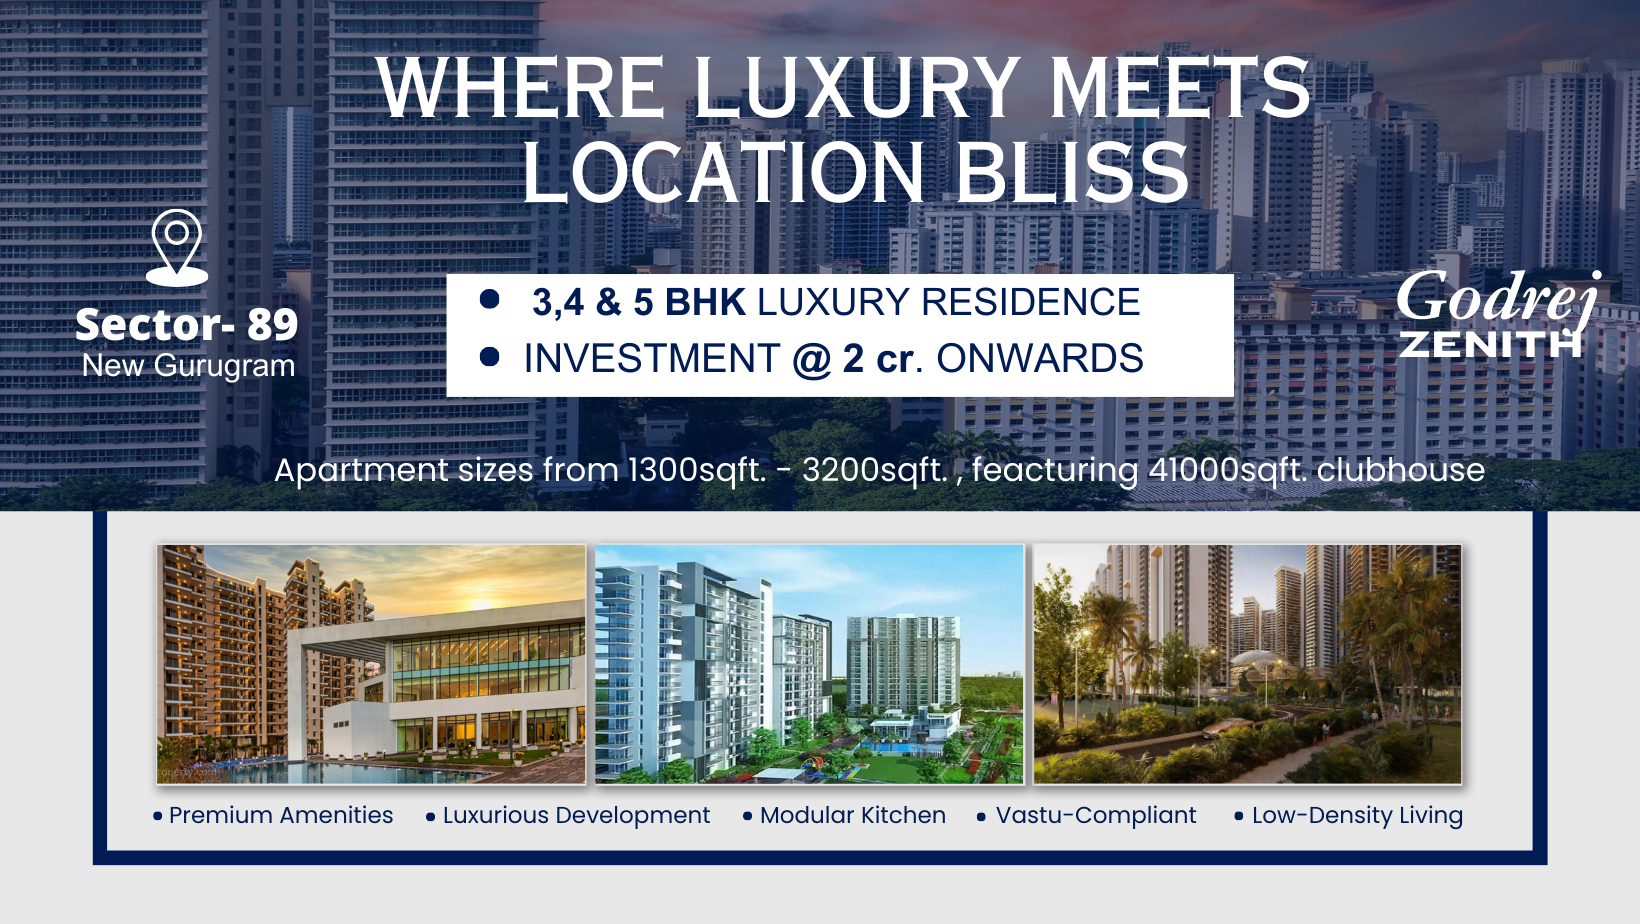 WHERE LUXURY MEETS
LOCATION BLISS
Sector- 89
New Gurugram
• 3,4 & 5 BHK LUXURY RESIDENCE
• INVESTMENT @ 2 cr. ONWARDS
Godrej
ZENITH
Apartment sizes from 1300sqft. - 3200sqft. , feacturing 41000sqft. clubhouse
• Premium Amenities • Luxurious Development • Modular Kitchen • Vastu-Compliant • Low-Density Living